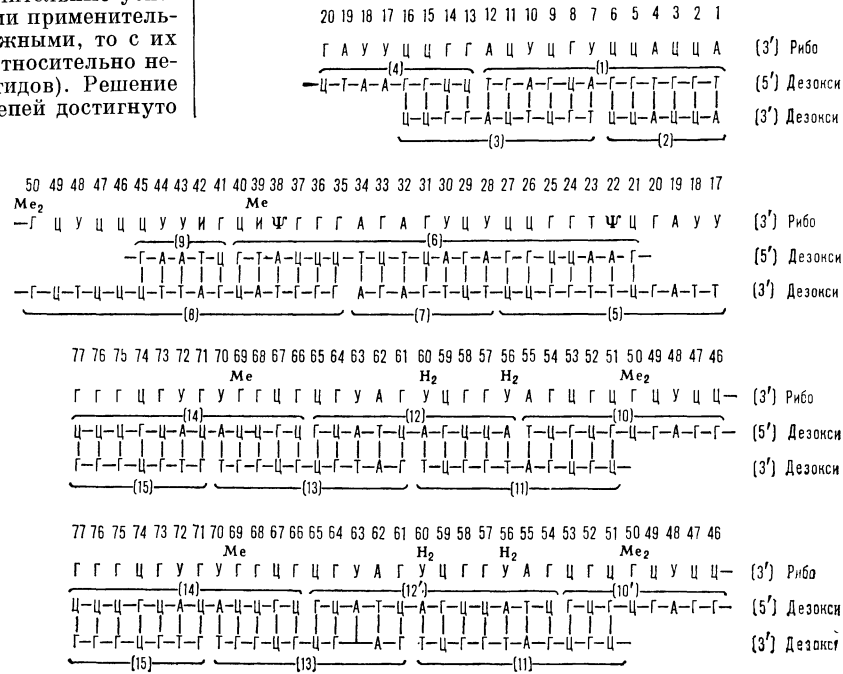 ми применитель-
жными, то с их
тносительно не-
тидов). Решение
епей достигнуто
20 19 18 17 16 15 14 13 12 11 10 9 8 7 6 5 4 3 2 1
Г А У У Ц Ц Г Г А Ц У Ц Г У Ц Ц А Ц Ц А (3′) Рибо
(4) (1)
Ц–Т–А–А–Г–Г–Ц–Ц Т–Г–А–Г–Ц–А–Г–Г–Т–Г–Г–Т (5′) Дезокси
Ц–Ц–Г–Г–А–Ц–Т–Ц–Г–Т Ц–Ц–А–Ц–Ц–А (3′) Дезокси
(3) (2)
50 49 48 47 46 45 44 43 42 41 40 39 38 37 36 35 34 33 32 31 30 29 28 27 26 25 24 23 22 21 20 19 18 17
Me₂ Me
–Г Ц У Ц Ц Ц У У И Г Ц И Ψ Г Г Г А Г А Г У Ц У Ц Ц Г Г Т Ψ Ц Г А У У (3′) Рибо
(9) (6)
–Г–А–А–Т–Ц Г–Т–А–Ц–Ц–Ц–Т–Ц–Т–Ц–А–Г–А–Г–Г–Ц–Ц–А–А–Г– (5′) Дезокси
–Г–Ц–Т–Ц–Ц–Ц–Т–Т–А–Г–Ц–А–Т–Г–Г–Г А–Г–А–Г–Т–Ц–Т–Ц–Ц–Г–Г–Т–Т–Ц–Г–А–Т–Т (3′) Дезокси
(8) (7) (5)
77 76 75 74 73 72 71 70 69 68 67 66 65 64 63 62 61 60 59 58 57 56 55 54 53 52 51 50 49 48 47 46
Me H₂ H₂ Me₂
Г Г Г Ц Г У Г У Г Г Ц Г Ц Г У А Г У Ц Г Г У А Г Ц Г Ц Г Ц У Ц Ц– (3′) Рибо
(14) (12) (10)
Ц–Ц–Ц–Г–Ц–А–Ц–А–Ц–Ц–Г–Ц Г–Ц–А–Т–Ц–А–Г–Ц–Ц–А Т–Ц–Г–Ц–Г–Ц–Г–А–Г–Г– (5′) Дезокси
Г–Г–Г–Ц–Г–Т–Г Т–Г–Г–Ц–Г–Ц–Г–Т–А–Г Т–Ц–Г–Г–Т–А–Г–Ц–Г–Ц– (3′) Дезокси
(15) (13) (11)
77 76 75 74 73 72 71 70 69 68 67 66 65 64 63 62 61 60 59 58 57 56 55 54 53 52 51 50 49 48 47 46
Me H₂ H₂ Me₂
Г Г Г Ц Г У Г У Г Г Ц Г Ц Г У А Г У Ц Г Г У А Г Ц Г Ц Г Ц У Ц Ц– (3′) Рибо
(14) (12′) (10′)
Ц–Ц–Ц–Г–Ц–А–Ц–А–Ц–Ц–Г–Ц Г–Ц–А–Т–Ц–А–Г–Ц–Ц–А–Т–Ц Г–Ц–Г–Ц–Г–А–Г–Г– (5′) Дезокси
Г–Г–Г–Ц–Г–Т–Г Т–Г–Г–Ц–Г–Ц–Г А–Г Т–Ц–Г–Г–Т–А–Г–Ц–Г–Ц– (3′) Дезокси
(15) (13) (11)